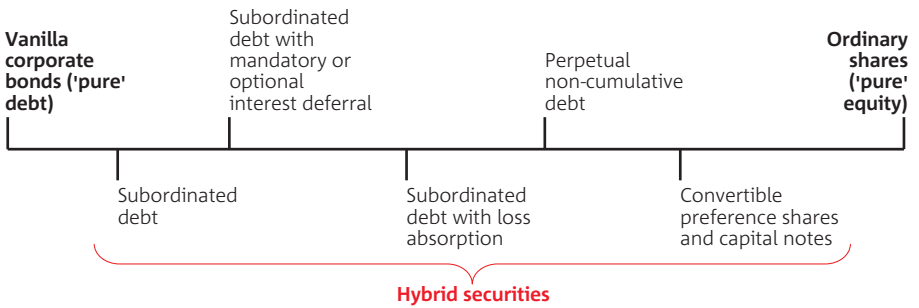 Vanilla
corporate
bonds ('pure'
debt)
Subordinated
debt with
mandatory or
optional
interest deferral
Perpetual
non-cumulative
debt
Ordinary
shares
('pure'
equity)
Subordinated
debt
Subordinated
debt with loss
absorption
Convertible
preference shares
and capital notes
Hybrid securities